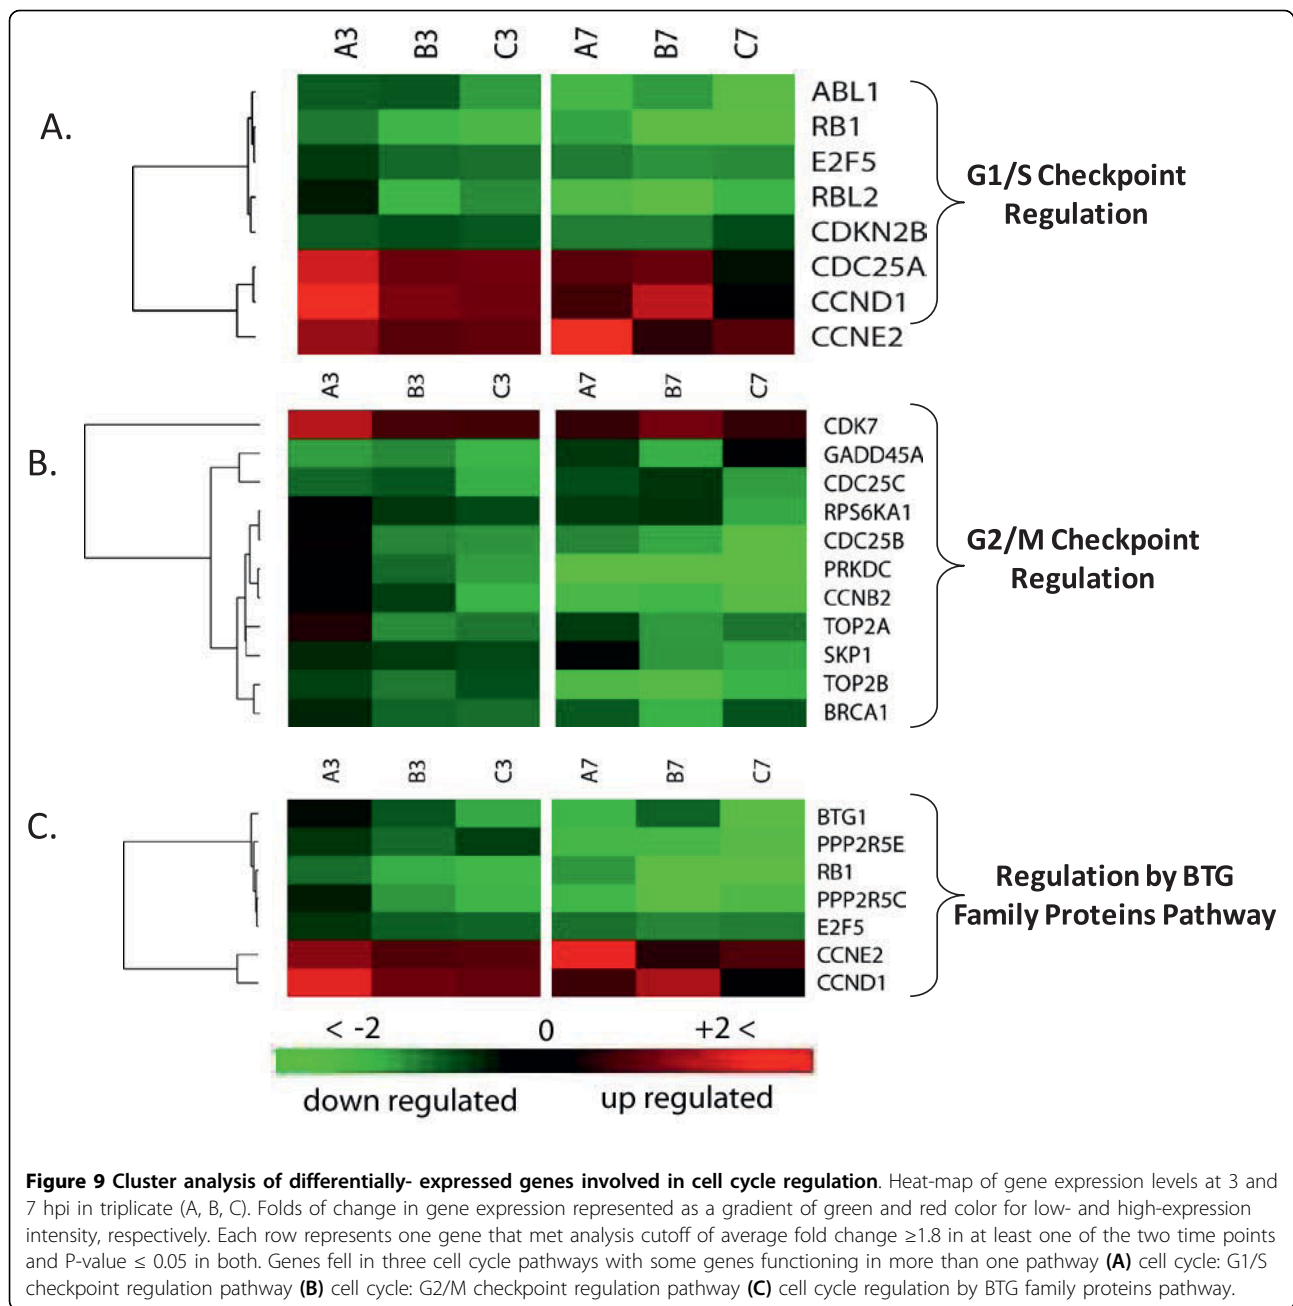 A3 B3 C3 A7 B7 C7
A.
ABL1
RB1
E2F5
RBL2
CDKN2B
CDC25A
CCND1
CCNE2
G1/S Checkpoint
Regulation
A3 B3 C3 A7 B7 C7
B.
CDK7
GADD45A
CDC25C
RPS6KA1
CDC25B
PRKDC
CCNB2
TOP2A
SKP1
TOP2B
BRCA1
G2/M Checkpoint
Regulation
A3 B3 C3 A7 B7 C7
C.
BTG1
PPP2R5E
RB1
PPP2R5C
E2F5
CCNE2
CCND1
Regulation by BTG
Family Proteins Pathway
< -2 0 +2 <
down regulated up regulated
Figure 9 Cluster analysis of differentially- expressed genes involved in cell cycle regulation. Heat-map of gene expression levels at 3 and
7 hpi in triplicate (A, B, C). Folds of change in gene expression represented as a gradient of green and red color for low- and high-expression
intensity, respectively. Each row represents one gene that met analysis cutoff of average fold change ≥1.8 in at least one of the two time points
and P-value ≤ 0.05 in both. Genes fell in three cell cycle pathways with some genes functioning in more than one pathway (A) cell cycle: G1/S
checkpoint regulation pathway (B) cell cycle: G2/M checkpoint regulation pathway (C) cell cycle regulation by BTG family proteins pathway.